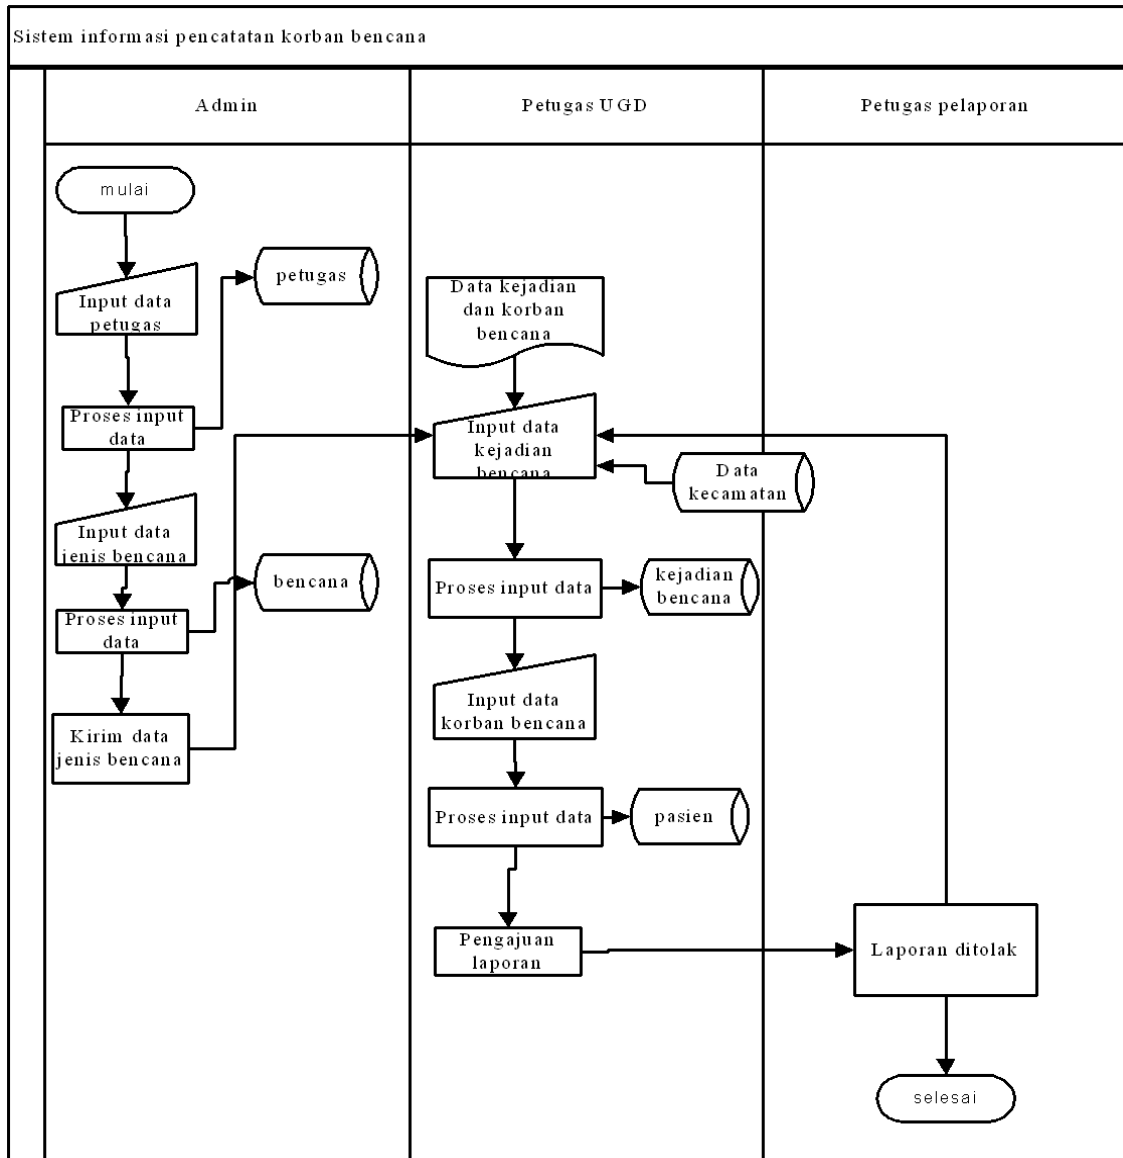 Sistem informasi pencatatan korban bencana
Admin
Petugas UGD
Petugas pelaporan
mulai
petugas
Input data
petugas
Proses input
data
Input data
jenis bencana
bencana
Proses input
data
Kirim data
jenis bencana
Data kejadian
dan korban
bencana
Input data
kejadian
bencana
Data
kecamatan
Proses input data
kejadian
bencana
Input data
korban bencana
Proses input data
pasien
Pengajuan
laporan
Laporan ditolak
selesai